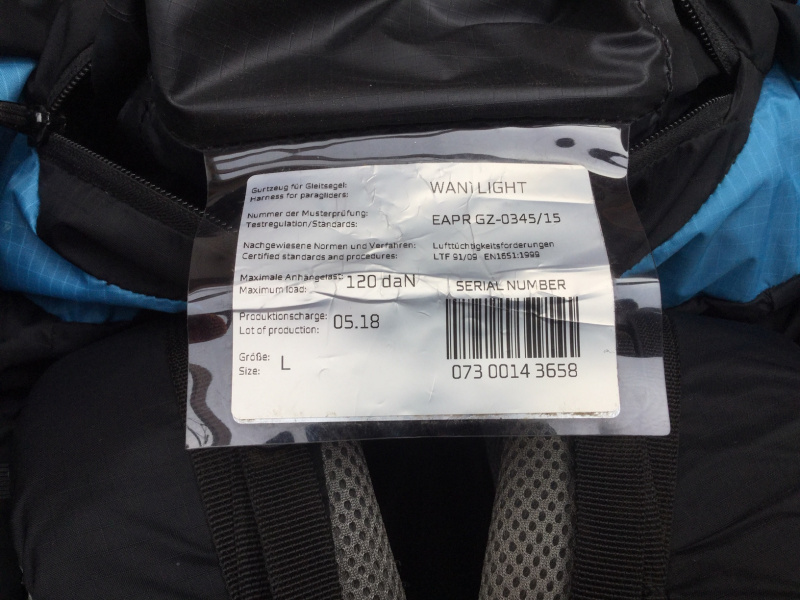 Gurtzeug für Gleitsegel: WANI LIGHT
Harness for paragliders:
Nummer der Musterprüfung: EAPR GZ-0345/15
Testregulation/Standards:
Nachgewiesene Normen und Verfahren: Lufttüchtigkeitsforderungen
Certified standards and procedures: LTF 91/09 EN1651:1999
Maximale Anhängelast: 120 daN
Maximum load:
SERIAL NUMBER
Produktionscharge: 05.18
Lot of production:
Größe: L
Size:
073 0014 3658